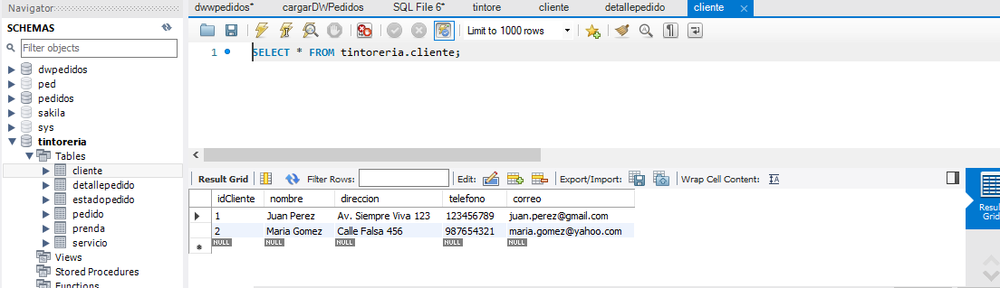 Navigator
SCHEMAS
Filter objects
dwpedidos
ped
pedidos
sakila
sys
tintoreria
Tables
cliente
detallepedido
estadopedido
pedido
prenda
servicio
Views
Stored Procedures
Functions
dwwpedidos* cargarDWPedidos SQL File 6* tintore cliente detallepedido cliente
Limit to 1000 rows
1 SELECT * FROM tintoreria.cliente;
Result Grid Filter Rows: Edit: Export/Import: Wrap Cell Content:
idCliente nombre direccion telefono correo
1 Juan Perez Av. Siempre Viva 123 123456789 juan.perez@gmail.com
2 Maria Gomez Calle Falsa 456 987654321 maria.gomez@yahoo.com
NULL NULL NULL NULL NULL
Result
Grid